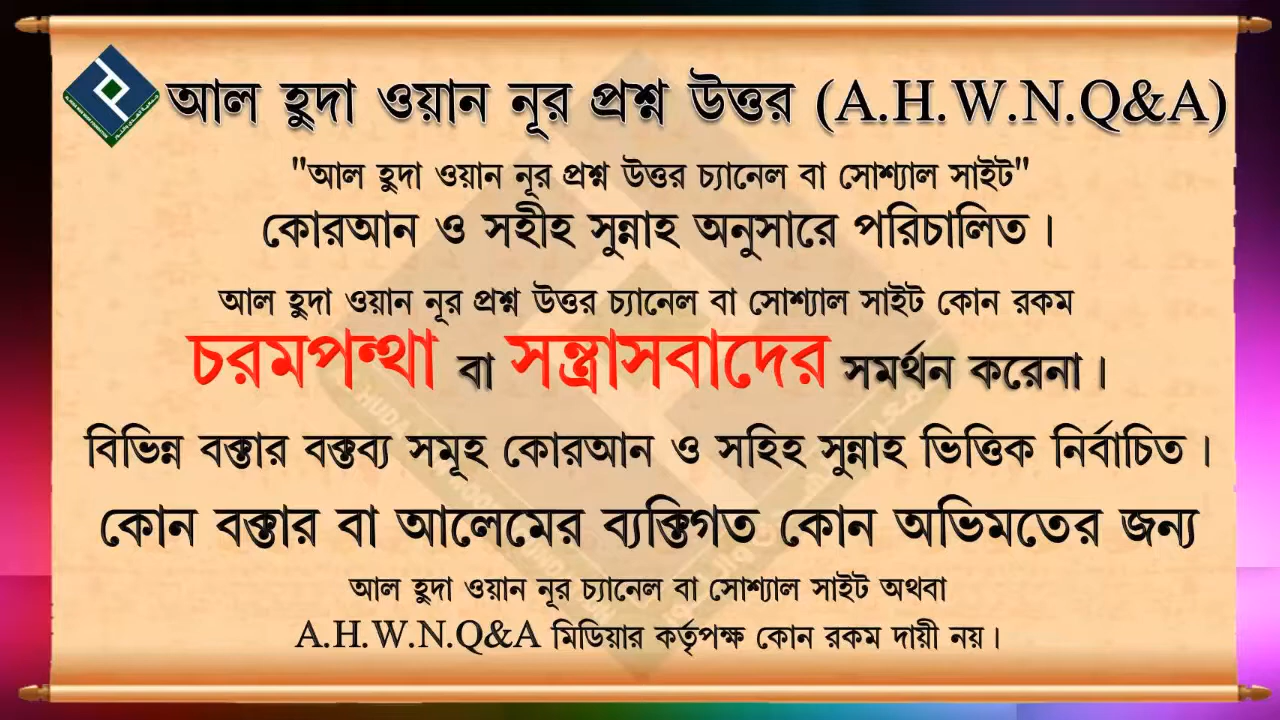 আল হুদা ওয়ান নূর প্রশ্ন উত্তর (A.H.W.N.Q&A)
"আল হুদা ওয়ান নূর প্রশ্ন উত্তর চ্যানেল বা সোশ্যাল সাইট"
কোরআন ও সহীহ সুন্নাহ অনুসারে পরিচালিত।
আল হুদা ওয়ান নূর প্রশ্ন উত্তর চ্যানেল বা সোশ্যাল সাইট কোন রকম
চরমপন্থা বা সন্ত্রাসবাদের সমর্থন করেনা।
বিভিন্ন বক্তার বক্তব্য সমূহ কোরআন ও সহিহ সুন্নাহ ভিত্তিক নির্বাচিত।
কোন বক্তার বা আলেমের ব্যক্তিগত কোন অভিমতের জন্য
আল হুদা ওয়ান নূর চ্যানেল বা সোশ্যাল সাইট অথবা
A.H.W.N.Q&A মিডিয়ার কর্তৃপক্ষ কোন রকম দায়ী নয়।